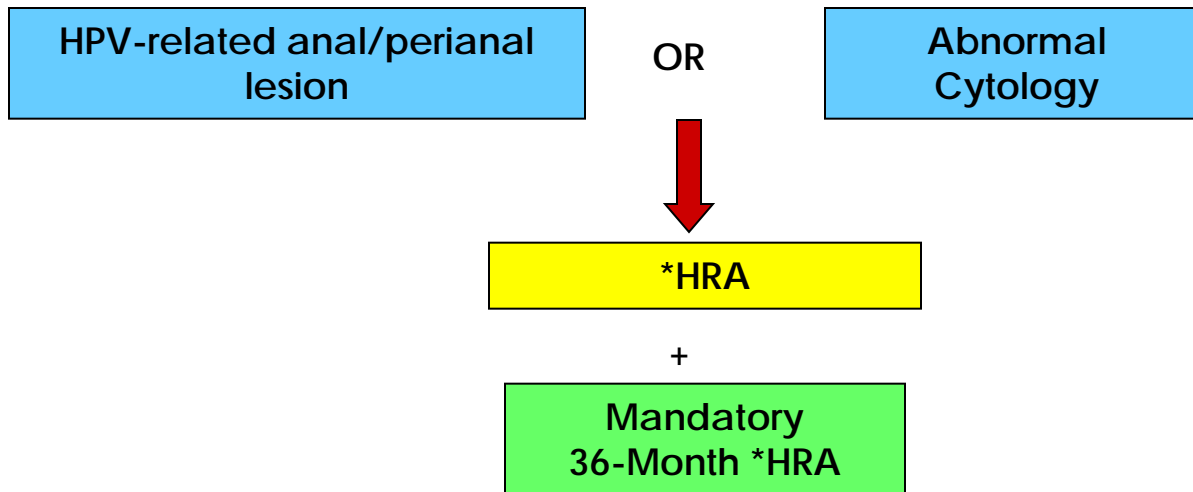 HPV-related anal/perianal
lesion
OR
Abnormal
Cytology
*HRA
+
Mandatory
36-Month *HRA